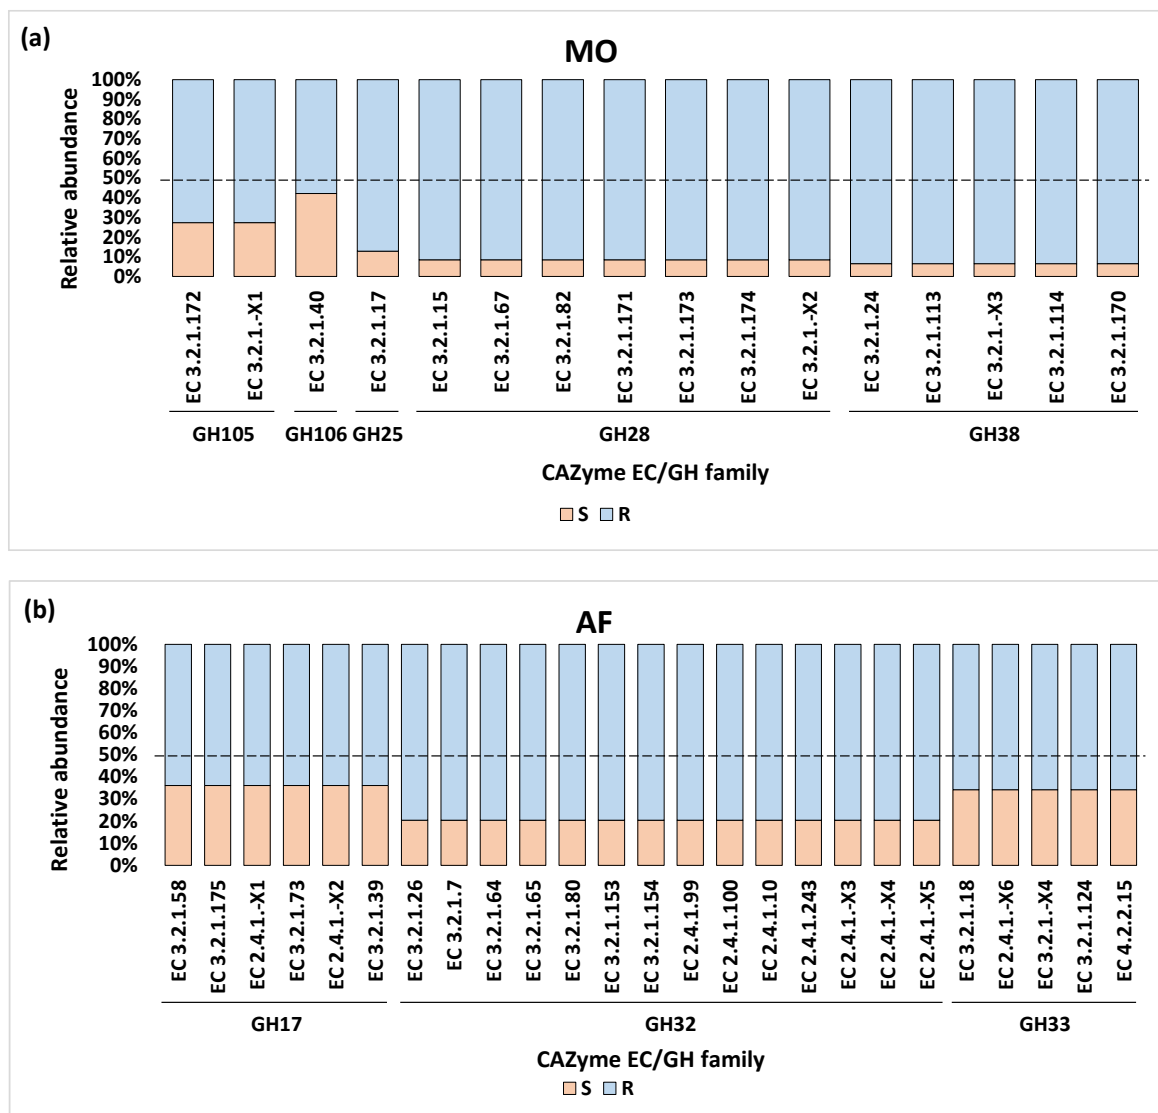 (a)
MO
Relative abundance
100%
90%
80%
70%
60%
50%
40%
30%
20%
10%
0%
EC 3.2.1.172
EC 3.2.1.-X1
EC 3.2.1.40
EC 3.2.1.17
EC 3.2.1.15
EC 3.2.1.67
EC 3.2.1.82
EC 3.2.1.171
EC 3.2.1.173
EC 3.2.1.174
EC 3.2.1.-X2
EC 3.2.1.24
EC 3.2.1.113
EC 3.2.1.-X3
EC 3.2.1.114
EC 3.2.1.170
GH105
GH106
GH25
GH28
GH38
CAZyme EC/GH family
S R
(b)
AF
Relative abundance
100%
90%
80%
70%
60%
50%
40%
30%
20%
10%
0%
EC 3.2.1.58
EC 3.2.1.175
EC 2.4.1.-X1
EC 3.2.1.73
EC 2.4.1.-X2
EC 3.2.1.39
EC 3.2.1.26
EC 3.2.1.7
EC 3.2.1.64
EC 3.2.1.65
EC 3.2.1.80
EC 3.2.1.153
EC 3.2.1.154
EC 2.4.1.99
EC 2.4.1.100
EC 2.4.1.10
EC 2.4.1.243
EC 2.4.1.-X3
EC 2.4.1.-X4
EC 2.4.1.-X5
EC 3.2.1.18
EC 2.4.1.-X6
EC 3.2.1.-X4
EC 3.2.1.124
EC 4.2.2.15
GH17
GH32
GH33
CAZyme EC/GH family
S R